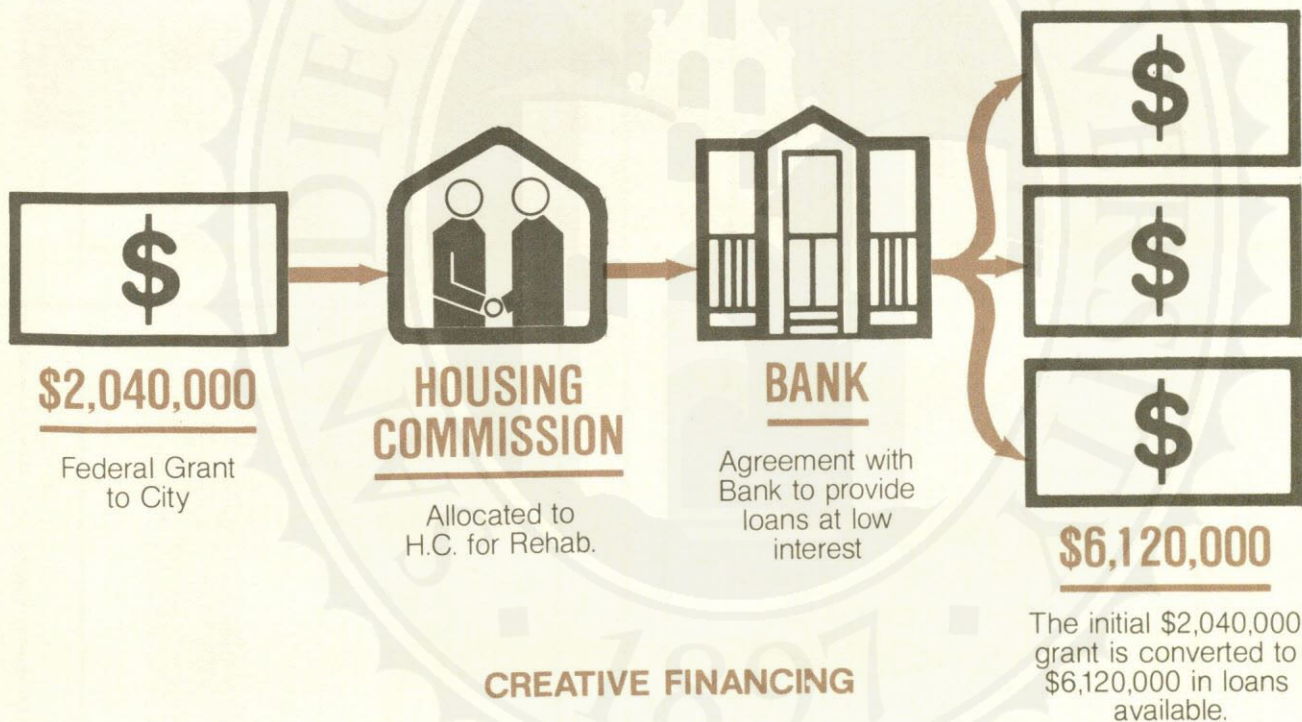 $
$2,040,000
Federal Grant
to City
HOUSING
COMMISSION
Allocated to
H.C. for Rehab.
BANK
Agreement with
Bank to provide
loans at low
interest
$
$
$
$6,120,000
The initial $2,040,000
grant is converted to
$6,120,000 in loans
available.
CREATIVE FINANCING
1897